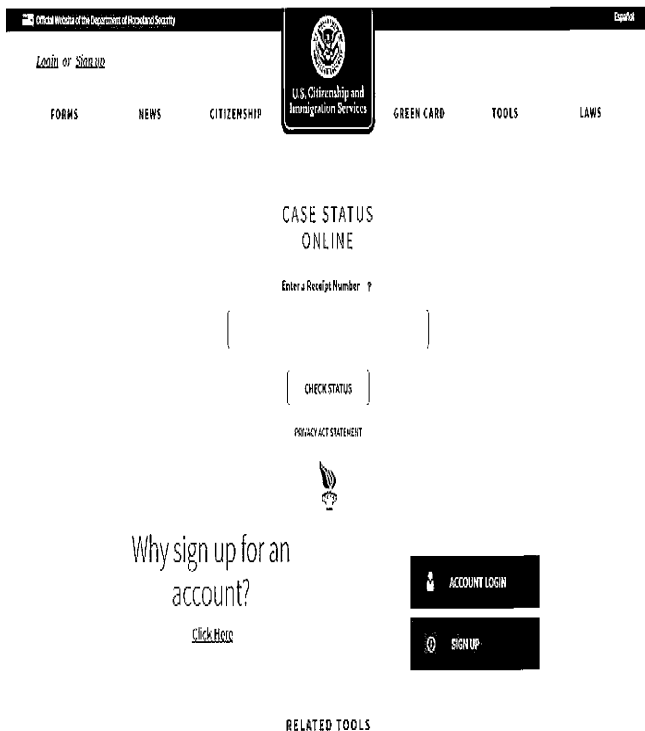 Official Website of the Department of Homeland Security
Español
Login or Sign up
U.S. Citizenship and
Immigration Services
FORMS NEWS CITIZENSHIP GREEN CARD TOOLS LAWS
CASE STATUS
ONLINE
Enter a Receipt Number ?
CHECK STATUS
PRIVACY ACT STATEMENT
Why sign up for an
account?
Click Here
ACCOUNT LOGIN
SIGN UP
RELATED TOOLS